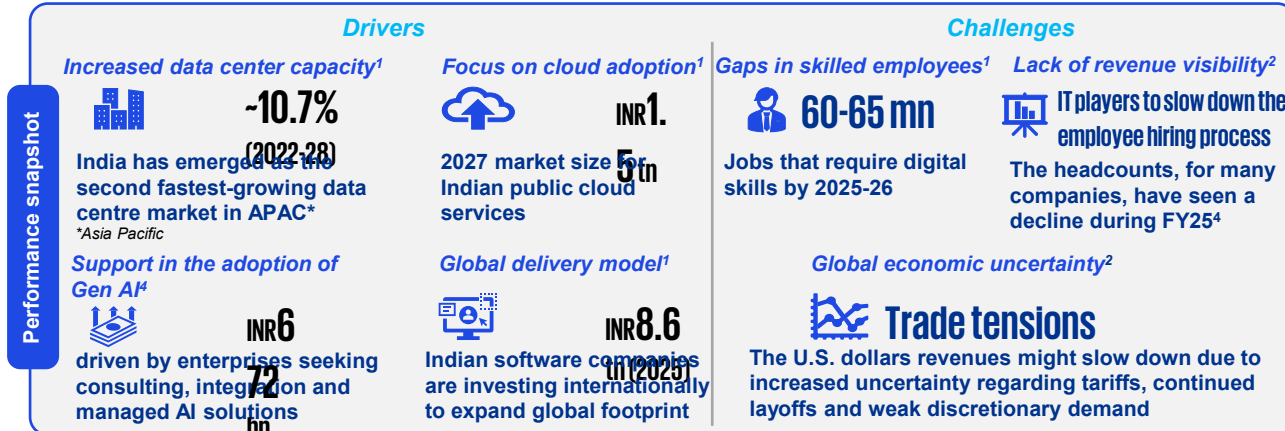 Drivers
Challenges
Performance snapshot
Increased data center capacity¹
~10.7%
(2022-28)
India has emerged as the
second fastest-growing data
centre market in APAC*
*Asia Pacific
Focus on cloud adoption¹
INR1.
5 tn
2027 market size for
Indian public cloud
services
Gaps in skilled employees¹
60-65 mn
Jobs that require digital
skills by 2025-26
Lack of revenue visibility²
IT players to slow down the
employee hiring process
The headcounts, for many
companies, have seen a
decline during FY25⁴
Support in the adoption of
Gen AI⁴
INR6
72
bn
driven by enterprises seeking
consulting, integration and
managed AI solutions
Global delivery model¹
INR8.6
tn (2025)
Indian software companies
are investing internationally
to expand global footprint
Global economic uncertainty²
Trade tensions
The U.S. dollars revenues might slow down due to
increased uncertainty regarding tariffs, continued
layoffs and weak discretionary demand